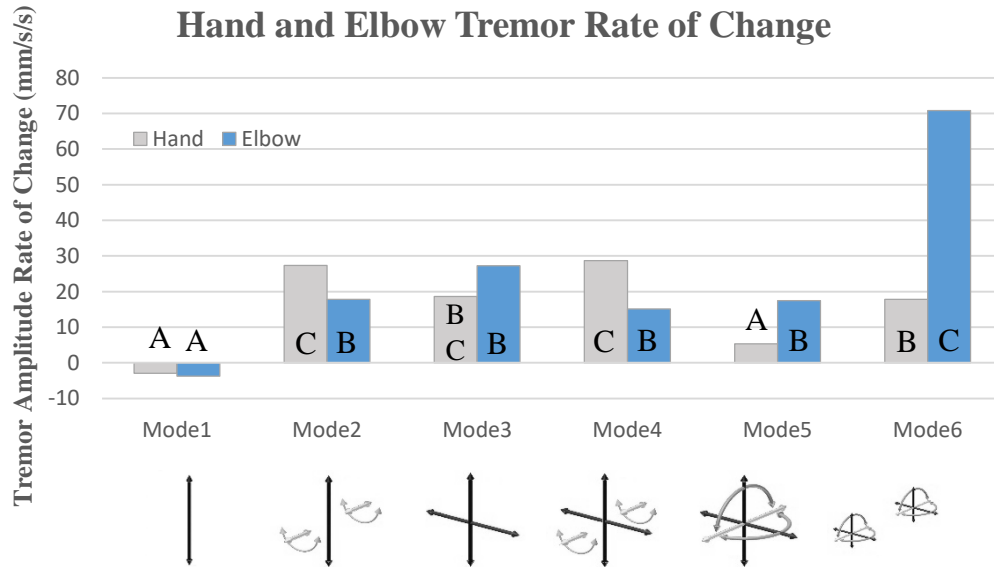 Hand and Elbow Tremor Rate of Change
Tremor Amplitude Rate of Change (mm/s/s)
80
70
60
50
40
30
20
10
0
-10
Hand Elbow
A A
C B
B
C B
C B
A B
B C
Mode1 Mode2 Mode3 Mode4 Mode5 Mode6